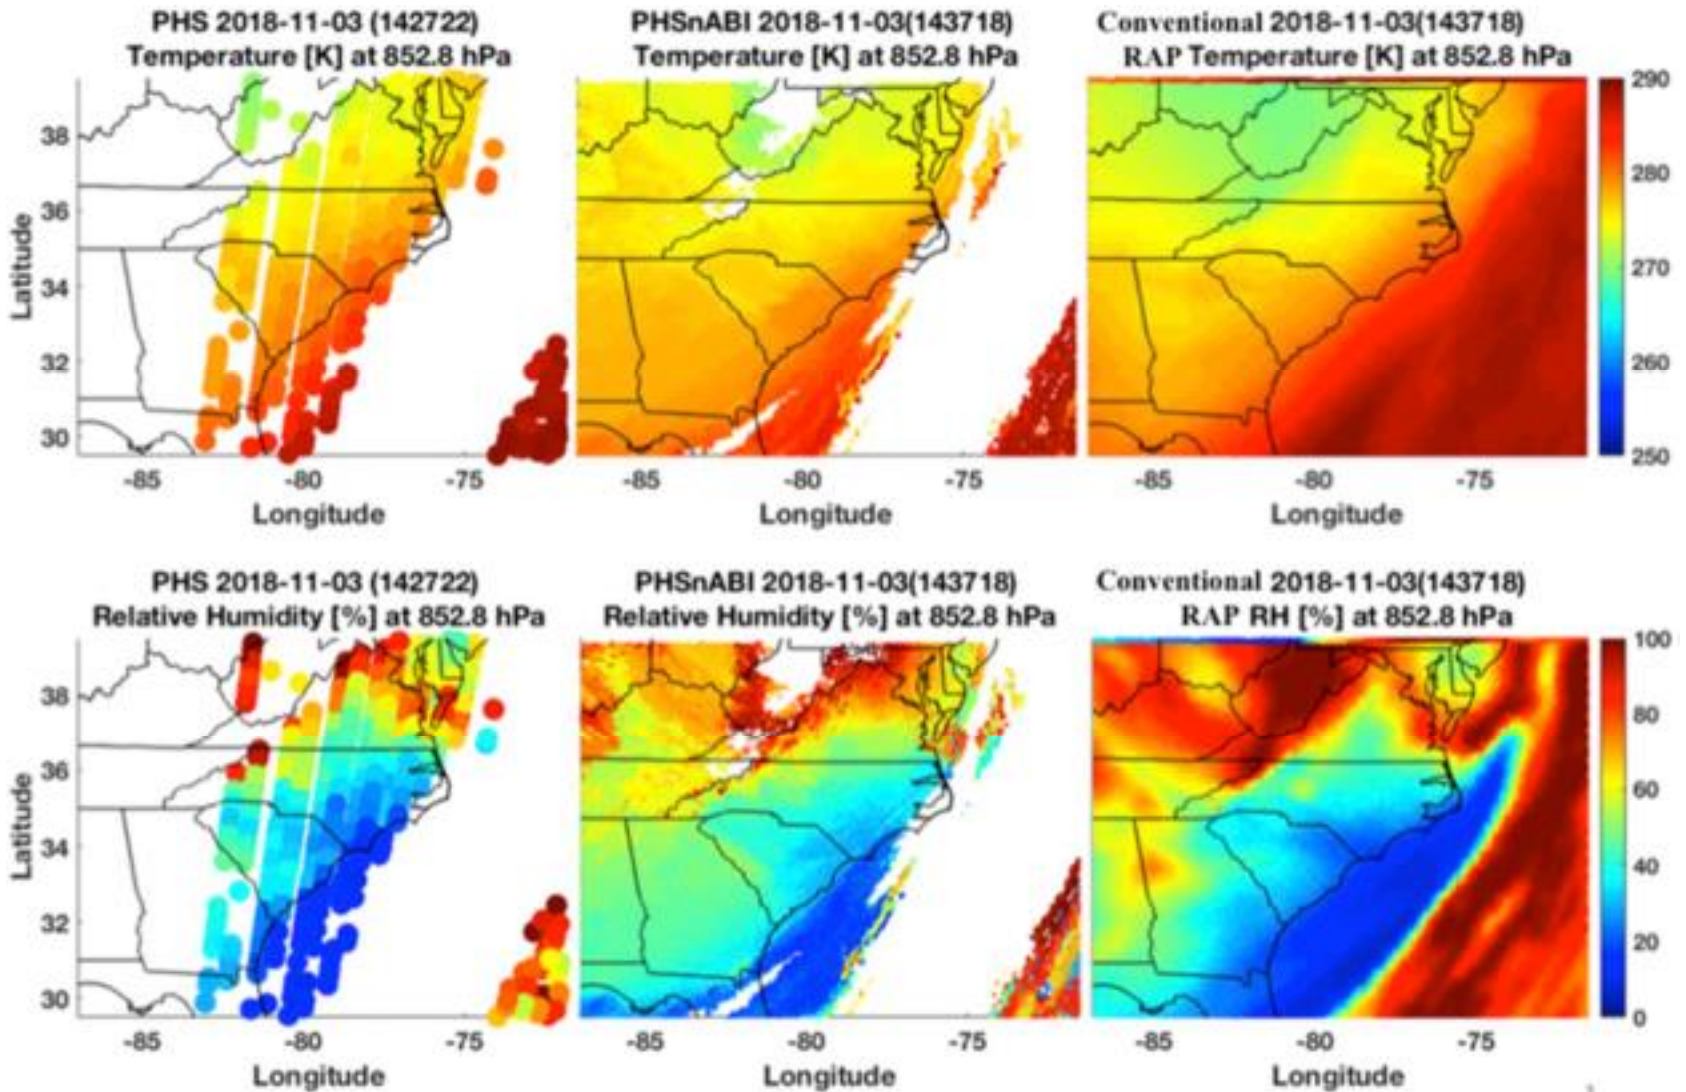 PHS 2018-11-03 (142722)
Temperature [K] at 852.8 hPa
PHSnABI 2018-11-03(143718)
Temperature [K] at 852.8 hPa
Conventional 2018-11-03(143718)
RAP Temperature [K] at 852.8 hPa
Latitude
38
36
34
32
30
-85
-80
-75
Longitude
-85
-80
-75
Longitude
-85
-80
-75
Longitude
290
280
270
260
250
PHS 2018-11-03 (142722)
Relative Humidity [%] at 852.8 hPa
PHSnABI 2018-11-03(143718)
Relative Humidity [%] at 852.8 hPa
Conventional 2018-11-03(143718)
RAP RH [%] at 852.8 hPa
Latitude
38
36
34
32
30
-85
-80
-75
Longitude
-85
-80
-75
Longitude
-85
-80
-75
Longitude
100
80
60
40
20
0